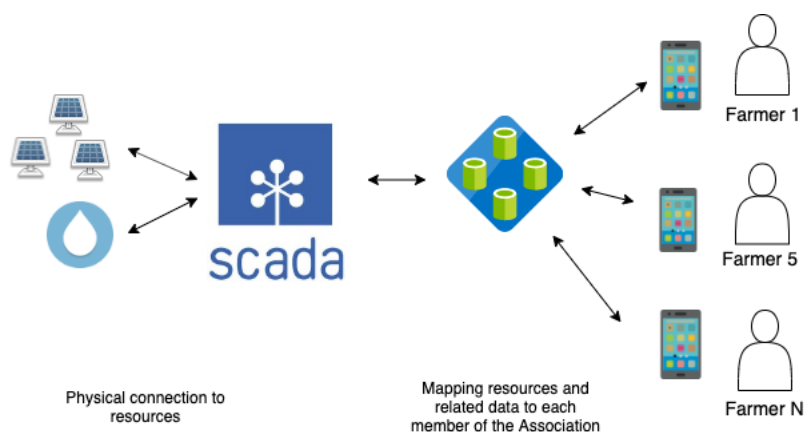 Farmer 1
scada
Farmer 5
Physical connection to
resources
Mapping resources and
related data to each
member of the Association
Farmer N